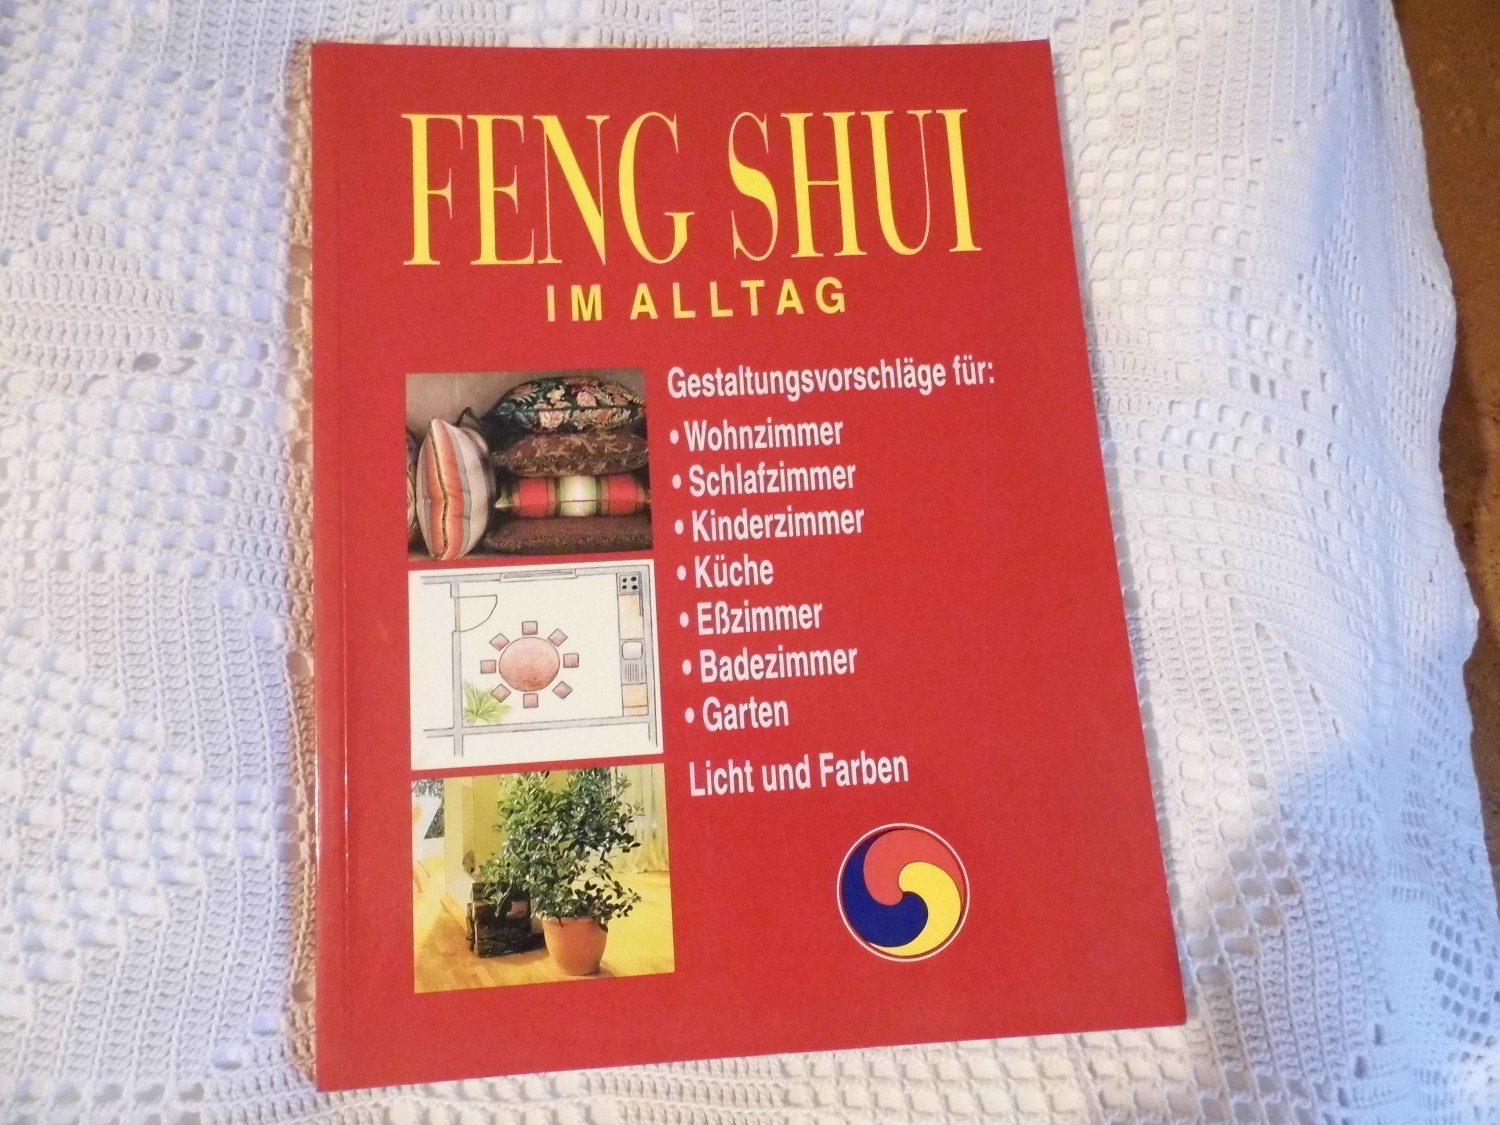 FENG SHUI
IM ALLTAG
Gestaltungsvorschläge für:
• Wohnzimmer
• Schlafzimmer
• Kinderzimmer
• Küche
• Eßzimmer
• Badezimmer
• Garten
Licht und Farben